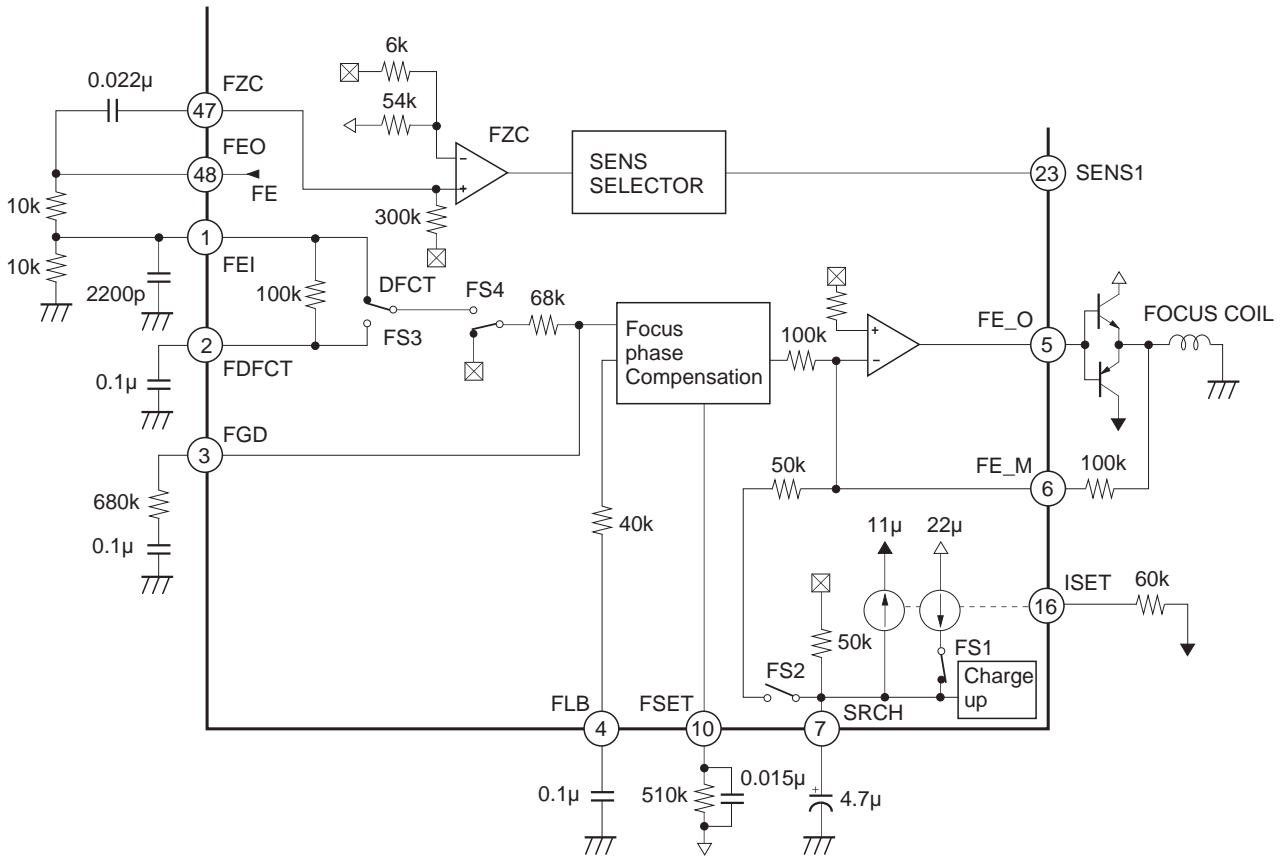 6k
0.022µ
FZC
54k
FZC
47
FEO
48
FE
SENS
SELECTOR
23
SENS1
10k
300k
1
FEI
10k
2200p
100k
DFCT
FS4
68k
FS3
2
FDFCT
0.1µ
Focus
phase
Compensation
100k
+
−
FE_O
5
FOCUS COIL
FGD
3
680k
0.1µ
50k
FE_M
6
100k
40k
11µ
22µ
ISET
16
60k
50k
FS1
FS2
Charge
up
FLB
4
FSET
10
SRCH
7
0.1µ
510k
0.015µ
+
4.7µ
−
+